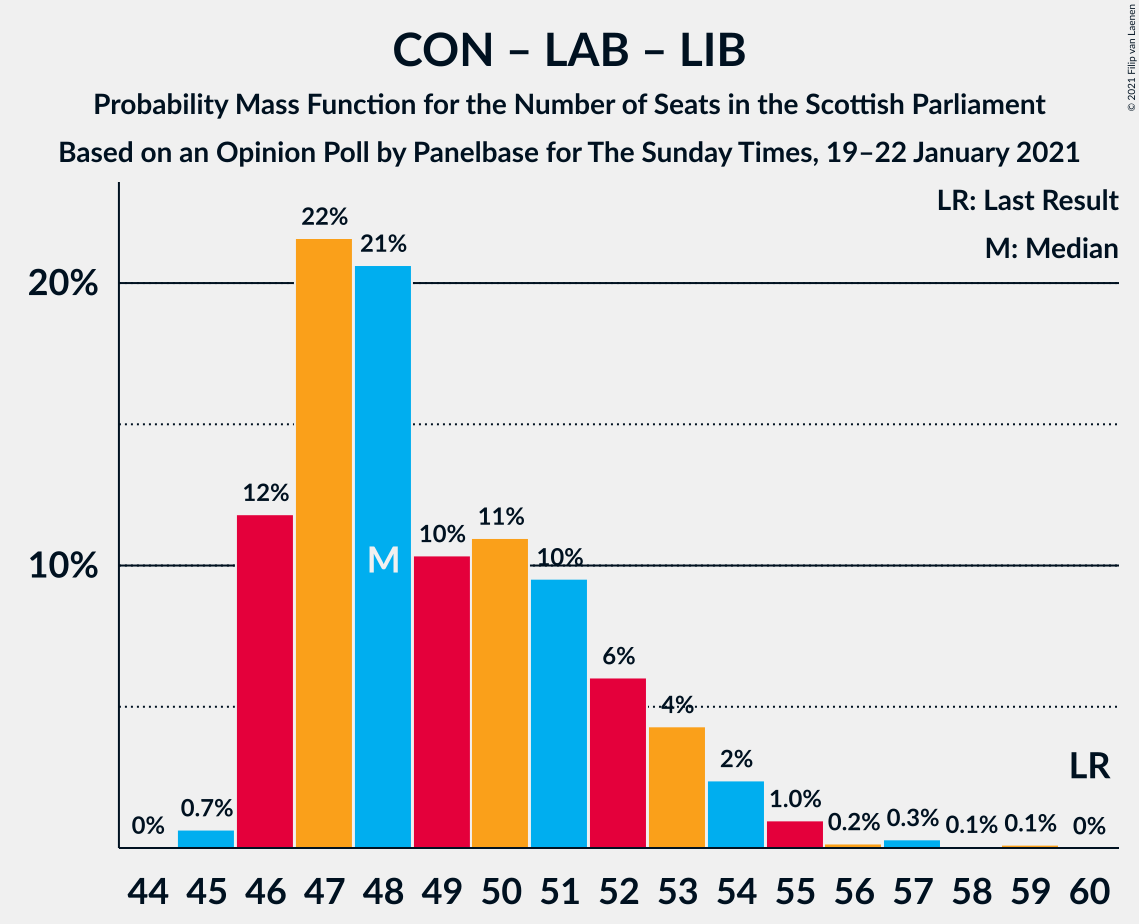 CON – LAB – LIB
Probability Mass Function for the Number of Seats in the Scottish Parliament
Based on an Opinion Poll by Panelbase for The Sunday Times, 19–22 January 2021
© 2021 Filip van Laenen
LR: Last Result
M: Median
20%
10%
0%
0.7%
12%
22%
21%
10%
11%
10%
6%
4%
2%
1.0%
0.2%
0.3%
0.1%
0.1%
0%
M
LR
44 45 46 47 48 49 50 51 52 53 54 55 56 57 58 59 60